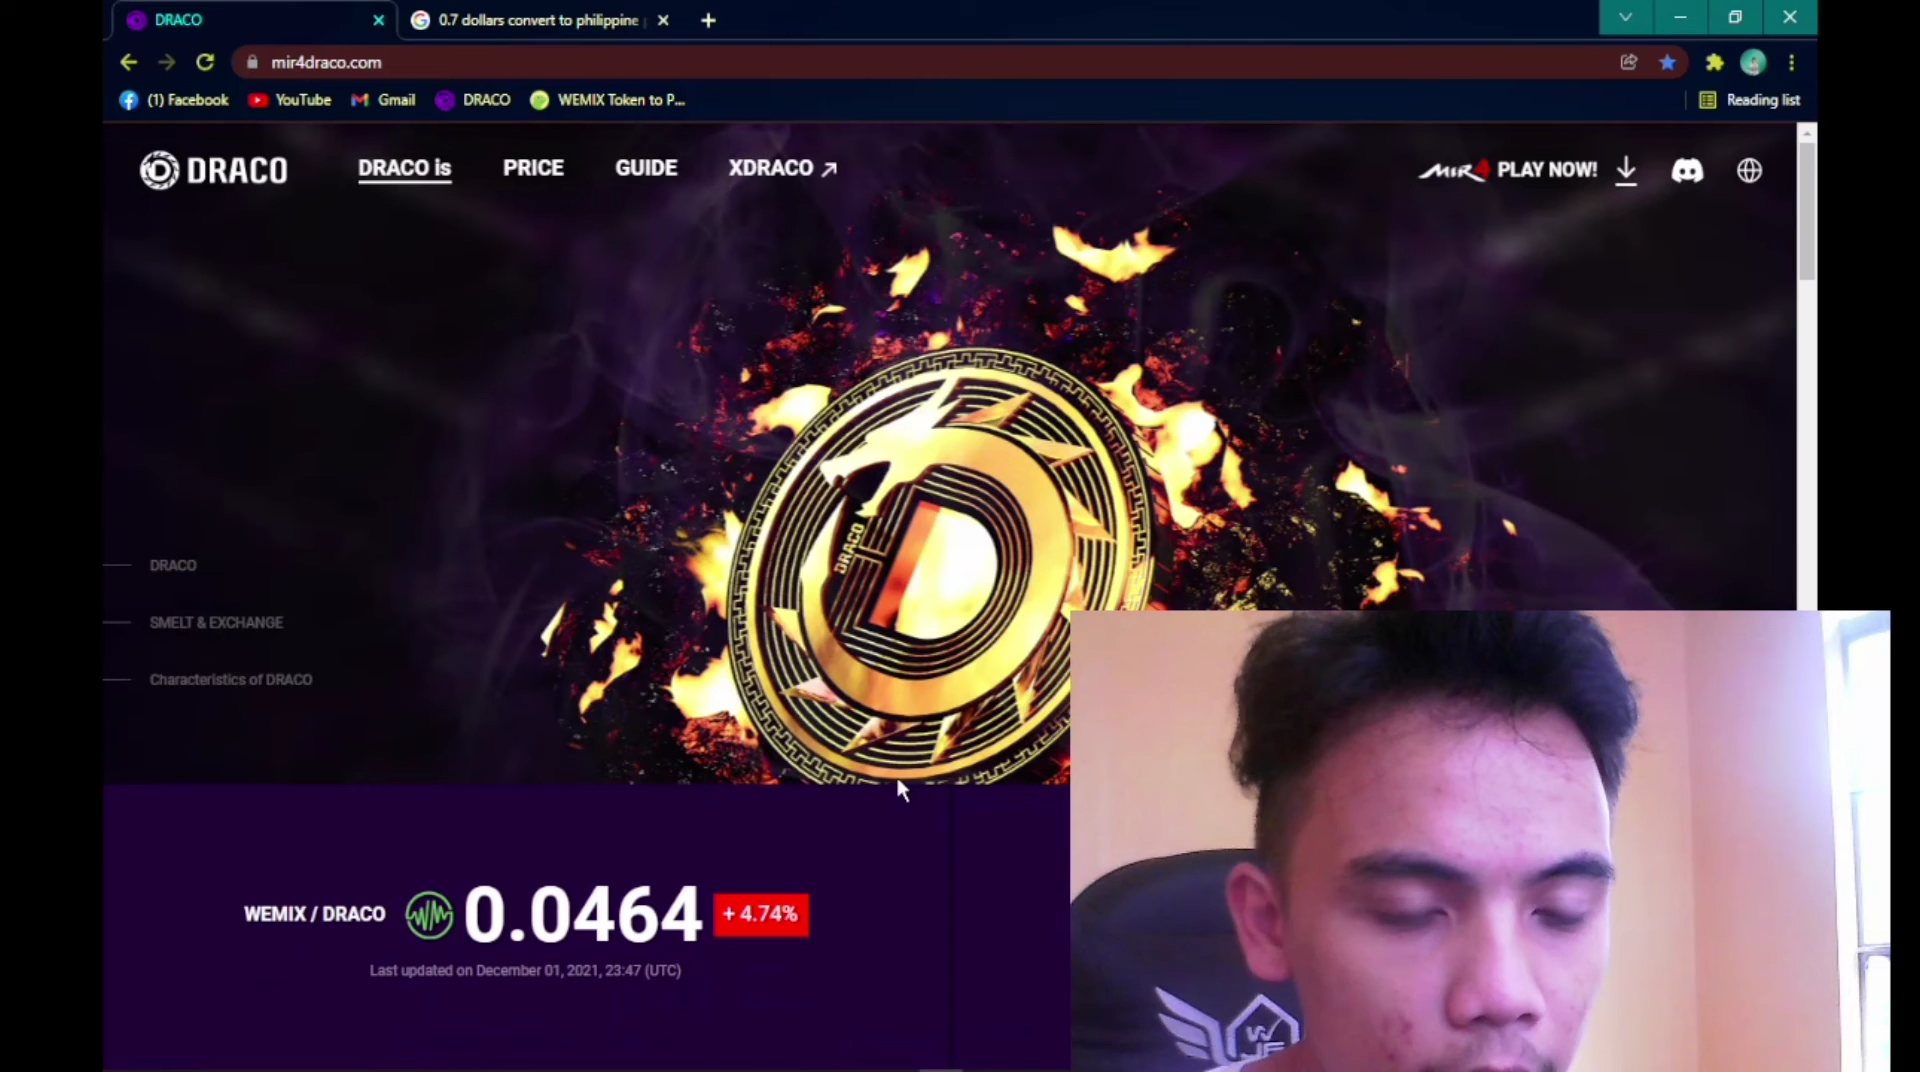 DRACO
0.7 dollars convert to philippine
mir4draco.com
(1) Facebook
YouTube
Gmail
DRACO
WEMIX Token to P...
Reading list
DRACO
DRACO is
PRICE
GUIDE
XDRACO
MIR4
PLAY NOW!
DRACO
DRACO
SMELT & EXCHANGE
Characteristics of DRACO
WEMIX / DRACO
0.0464
+ 4.74%
Last updated on December 01, 2021, 23:47 (UTC)